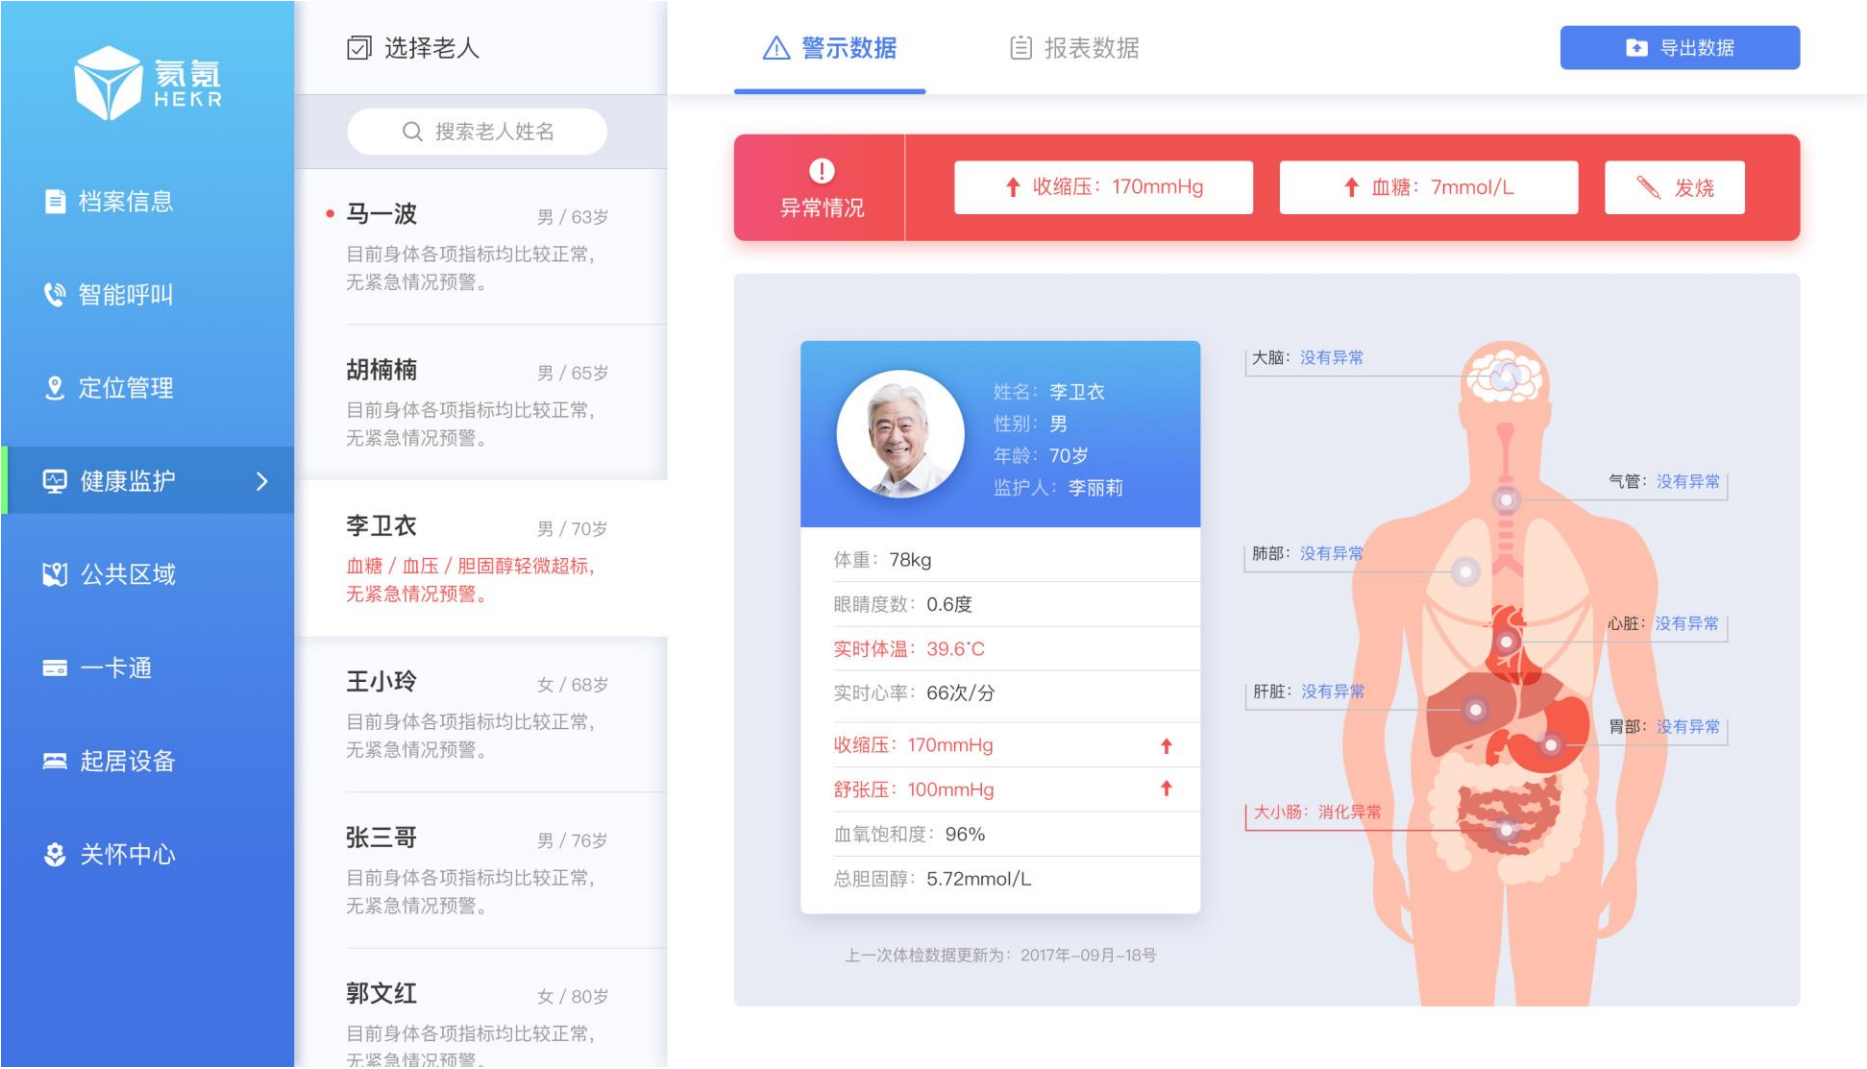 氦氪
HEKR
档案信息
智能呼叫
定位管理
健康监护
公共区域
一卡通
起居设备
关怀中心
选择老人
搜索老人姓名
马一波 男 / 63岁
目前身体各项指标均比较正常,
无紧急情况预警。
胡楠楠 男 / 65岁
目前身体各项指标均比较正常,
无紧急情况预警。
李卫衣 男 / 70岁
血糖 / 血压 / 胆固醇轻微超标,
无紧急情况预警。
王小玲 女 / 68岁
目前身体各项指标均比较正常,
无紧急情况预警。
张三哥 男 / 76岁
目前身体各项指标均比较正常,
无紧急情况预警。
郭文红 女 / 80岁
目前身体各项指标均比较正常,
无紧急情况预警。
警示数据 报表数据 导出数据
异常情况
收缩压：170mmHg
血糖：7mmol/L
发烧
姓名：李卫衣
性别：男
年龄：70岁
监护人：李丽莉
体重：78kg
眼睛度数：0.6度
实时体温：39.6°C
实时心率：66次/分
收缩压：170mmHg
舒张压：100mmHg
血氧饱和度：96%
总胆固醇：5.72mmol/L
上一次体检数据更新为：2017年-09月-18号
大脑：没有异常
气管：没有异常
肺部：没有异常
心脏：没有异常
肝脏：没有异常
胃部：没有异常
大小肠：消化异常